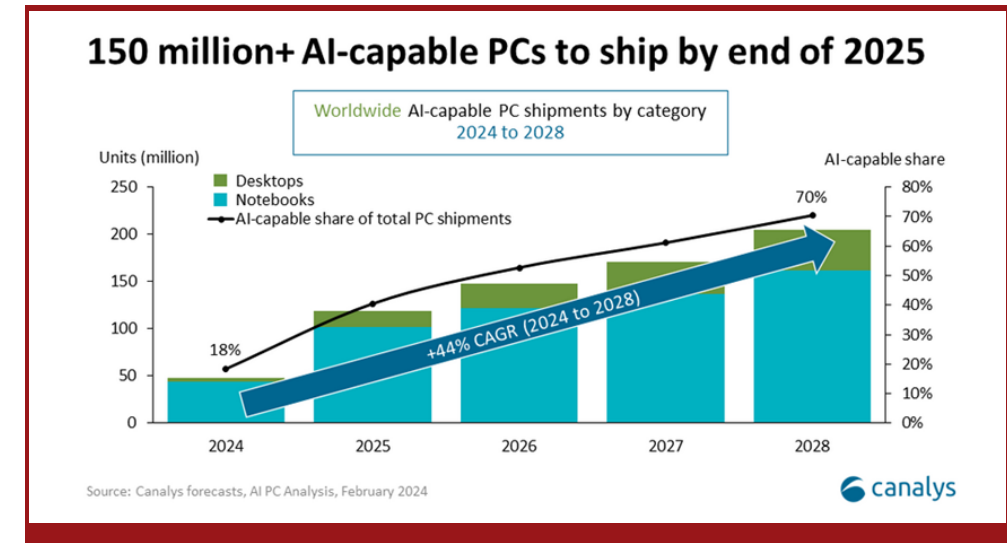 150 million+ AI-capable PCs to ship by end of 2025
Worldwide AI-capable PC shipments by category
2024 to 2028
Units (million)
AI-capable share
Desktops
Notebooks
AI-capable share of total PC shipments
250
200
150
100
50
0
80%
70%
60%
50%
40%
30%
20%
10%
0%
18%
70%
+44% CAGR (2024 to 2028)
2024
2025
2026
2027
2028
Source: Canalys forecasts, AI PC Analysis, February 2024
canalys